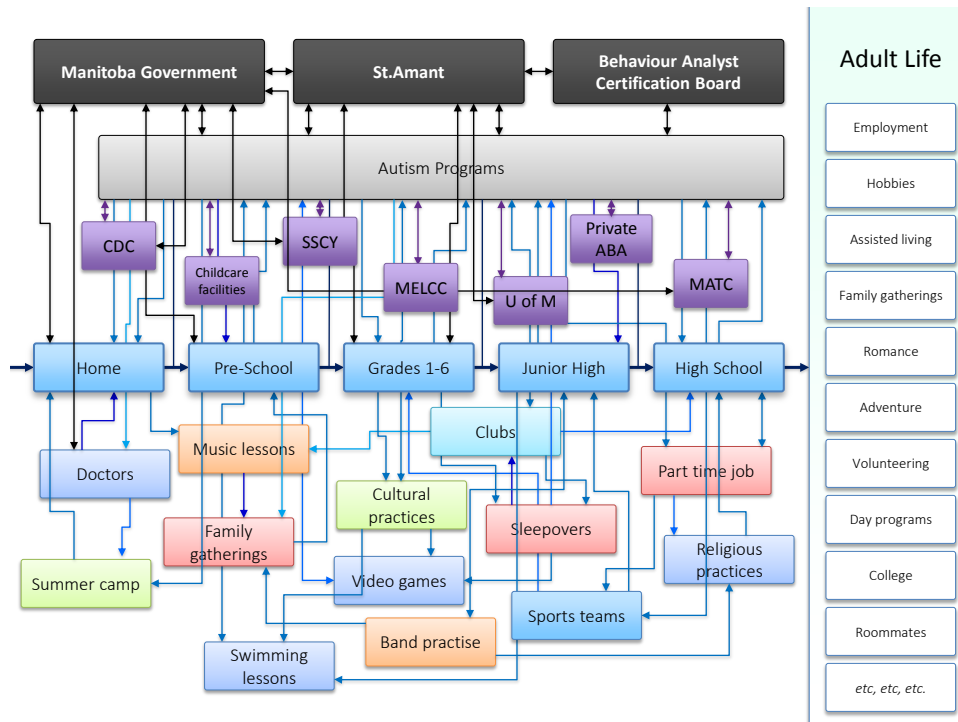 Manitoba Government
St.Amant
Behaviour Analyst
Certification Board
Adult Life
Autism Programs
Employment
Hobbies
Assisted living
Family gatherings
Romance
Adventure
Volunteering
Day programs
College
Roommates
etc, etc, etc.
CDC
Childcare
facilities
SSCY
MELCC
U of M
Private
ABA
MATC
Home
Pre-School
Grades 1-6
Junior High
High School
Doctors
Music lessons
Clubs
Part time job
Cultural
practices
Family
gatherings
Sleepovers
Religious
practices
Summer camp
Video games
Sports teams
Band practise
Swimming
lessons